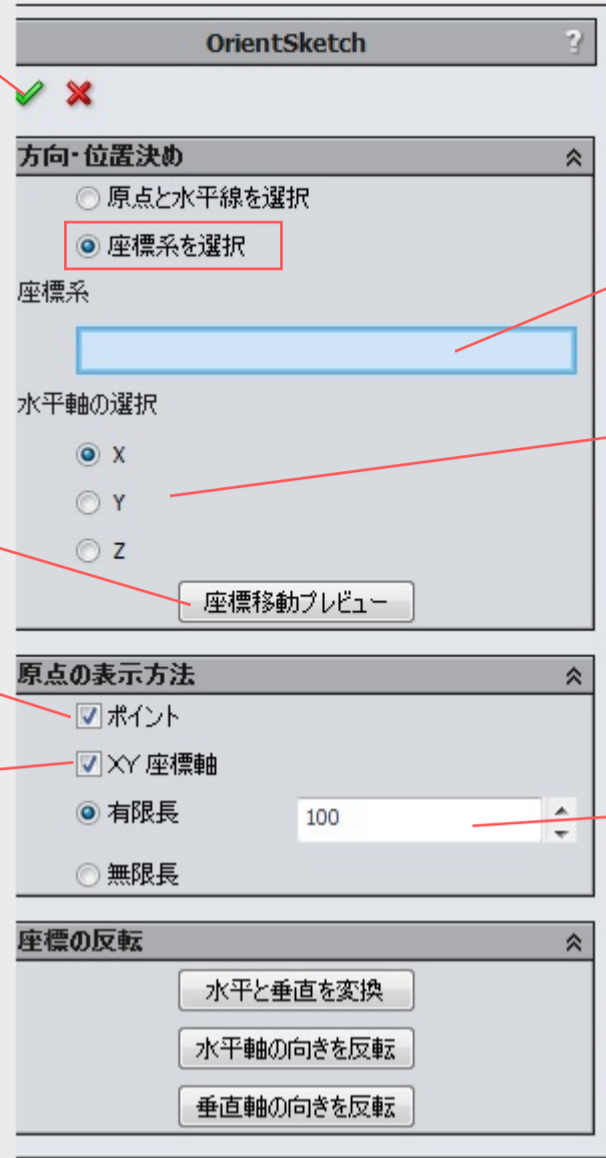 OrientSketch ?
方向・位置決め
原点と水平線を選択
座標系を選択
座標系
水平軸の選択
X
Y
Z
座標移動プレビュー
原点の表示方法
ポイント
XY 座標軸
有限長 100
無限長
座標の反転
水平と垂直を変換
水平軸の向きを反転
垂直軸の向きを反転